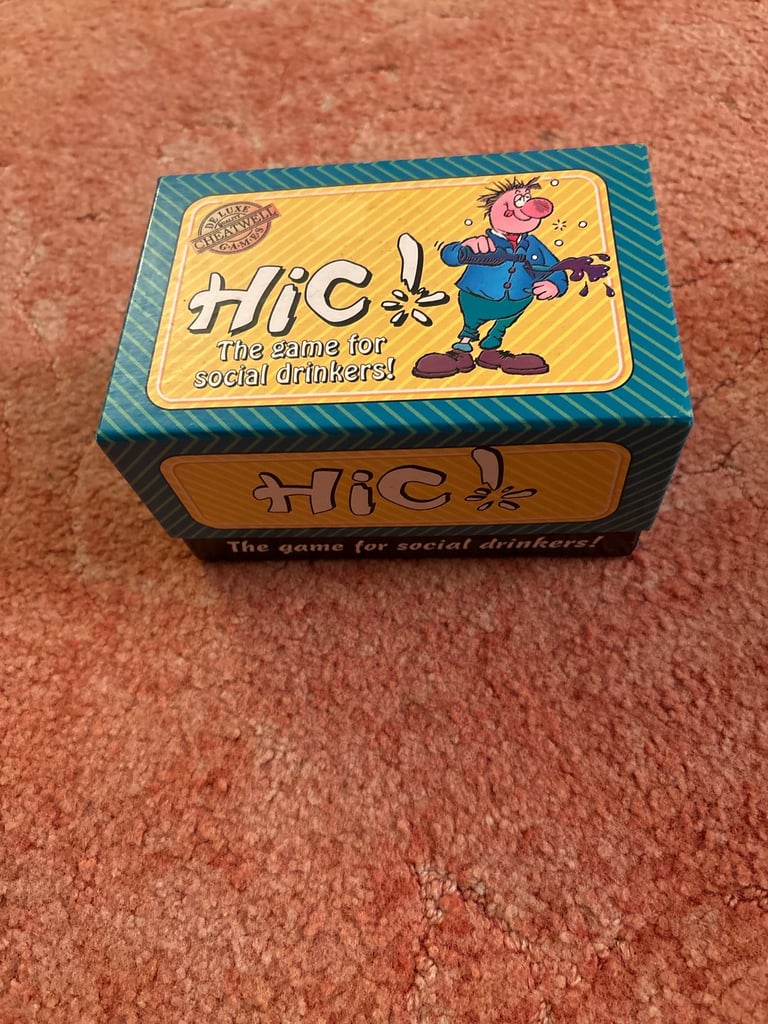 DE LUXE
CHEATWELL
GAMES
Hic!
The game for
social drinkers!
Hic!
The game for social drinkers!